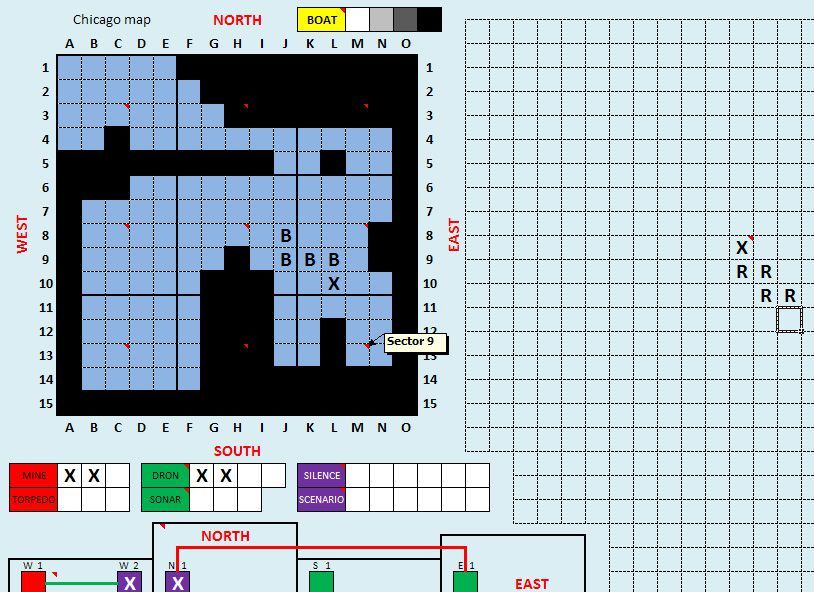 Chicago map NORTH BOAT
A B C D E F G H I J K L M N O
1 1
2 2
3 3
4 4
5 5
6 6
7 7
WEST
EAST
8 B 8
X
9 B B B 9
R R
10 X 10
R R
11 11
12 12
Sector 9
13 13
14 14
15 15
A B C D E F G H I J K L M N O
SOUTH
MINE X X DRON X X SILENCE
TORPEDO SONAR SCENARIO
NORTH
W 1 W 2 N 1 S 1 E 1
X X EAST